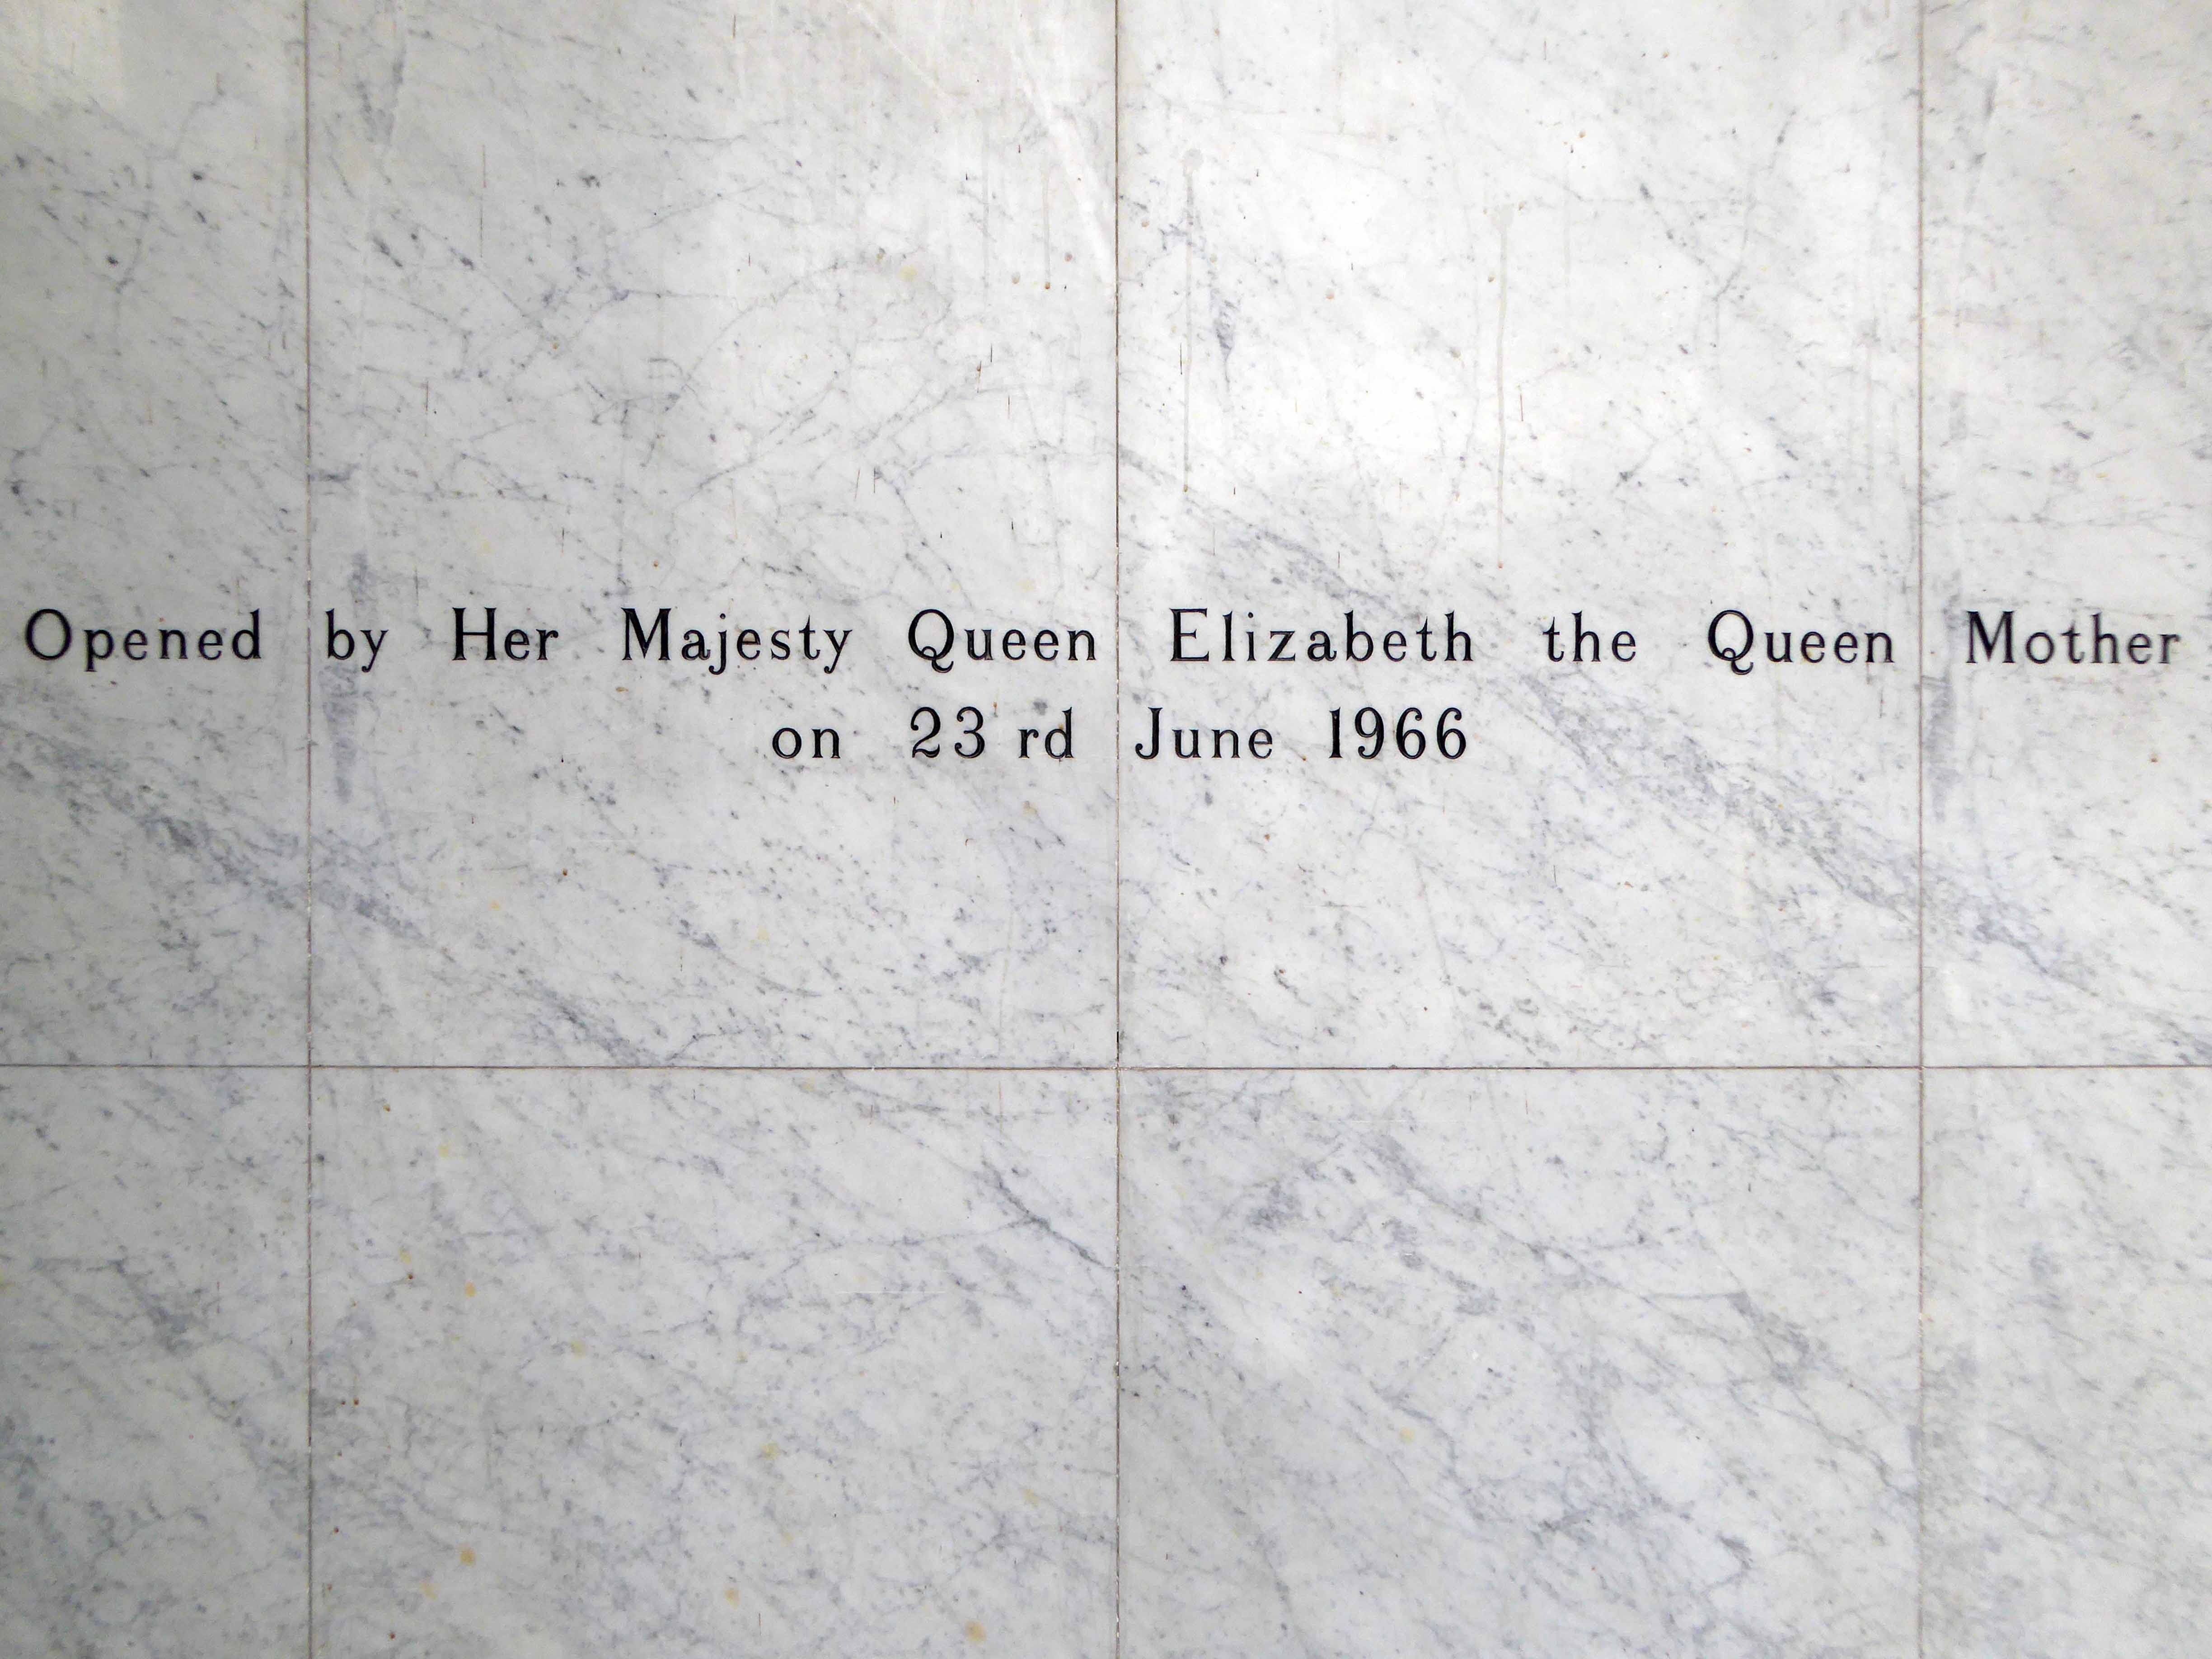 Opened by Her Majesty Queen Elizabeth the Queen Mother
on 23 rd June 1966